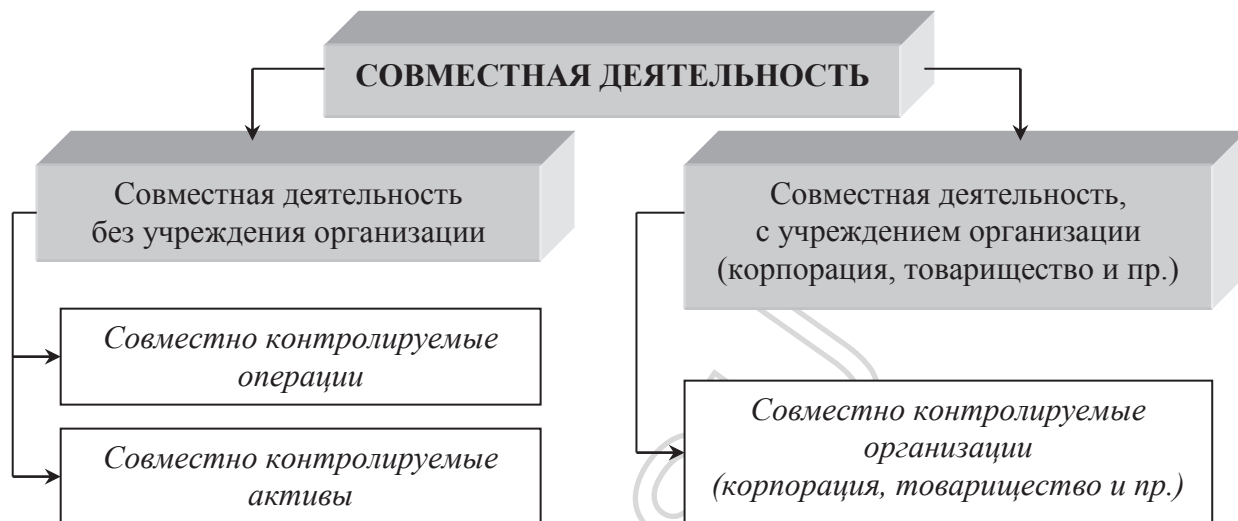 СОВМЕСТНАЯ ДЕЯТЕЛЬНОСТЬ
Совместная деятельность
без учреждения организации
Совместно контролируемые
операции
Совместно контролируемые
активы
Совместная деятельность,
с учреждением организации
(корпорация, товарищество и пр.)
Совместно контролируемые
организации
(корпорация, товарищество и пр.)